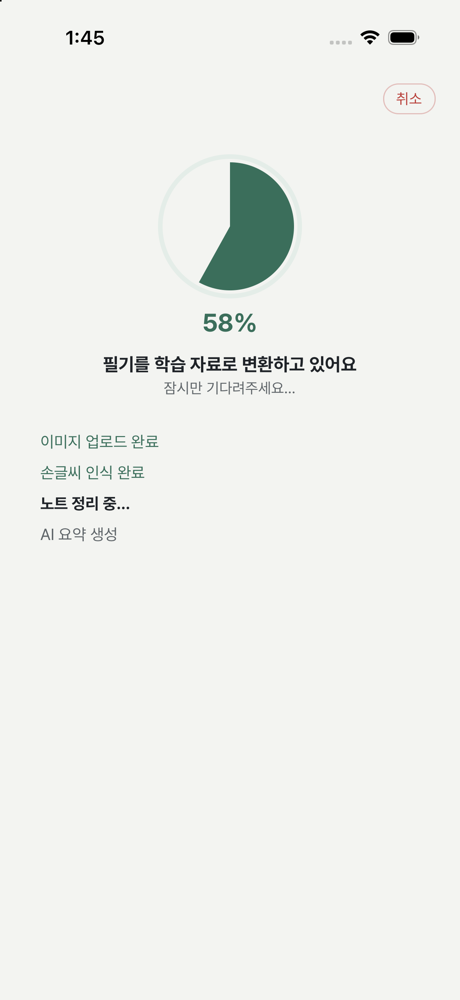 1:45
취소
58%
필기를 학습 자료로 변환하고 있어요
잠시만 기다려주세요...
이미지 업로드 완료
손글씨 인식 완료
노트 정리 중...
AI 요약 생성